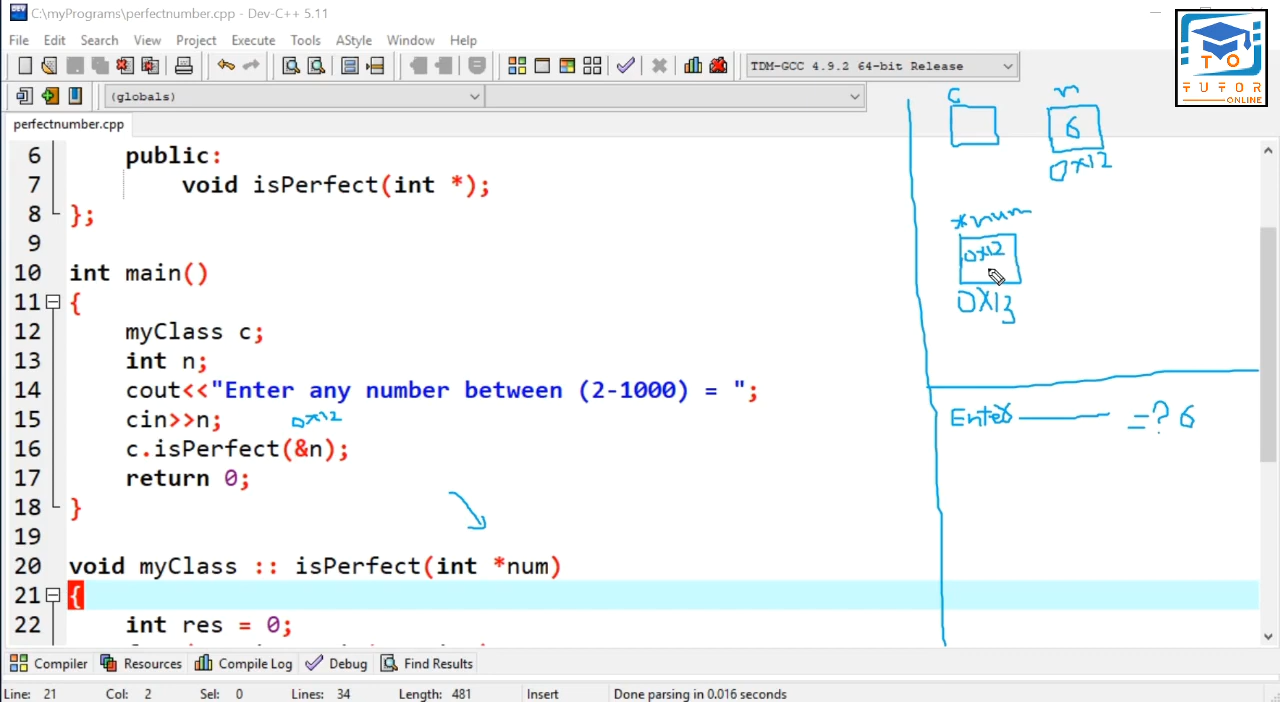 C:\myPrograms\perfectnumber.cpp - Dev-C++ 5.11
File Edit Search View Project Execute Tools AStyle Window Help
TDM-GCC 4.9.2 64-bit Release
(globals)
perfectnumber.cpp
TO
TUTOR
ONLINE
6 public:
7 void isPerfect(int *);
8 };
9
10 int main()
11 {
12 myClass c;
13 int n;
14 cout<<"Enter any number between (2-1000) = ";
15 cin>>n;
0x12
16 c.isPerfect(&n);
17 return 0;
18 }
19
20 void myClass :: isPerfect(int *num)
21 {
22 int res = 0;
c
n
6
0x12
*num
0x12
0x13
Enter = ? 6
Compiler Resources Compile Log Debug Find Results
Line: 21 Col: 2 Sel: 0 Lines: 34 Length: 481 Insert Done parsing in 0.016 seconds